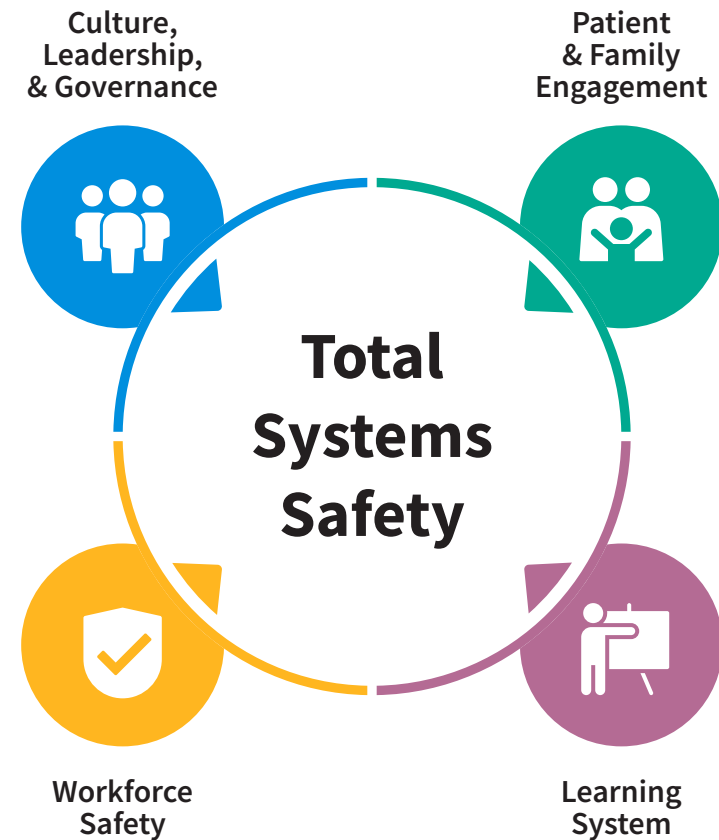 Culture,
Leadership,
& Governance
Patient
& Family
Engagement
Total
Systems
Safety
Workforce
Safety
Learning
System